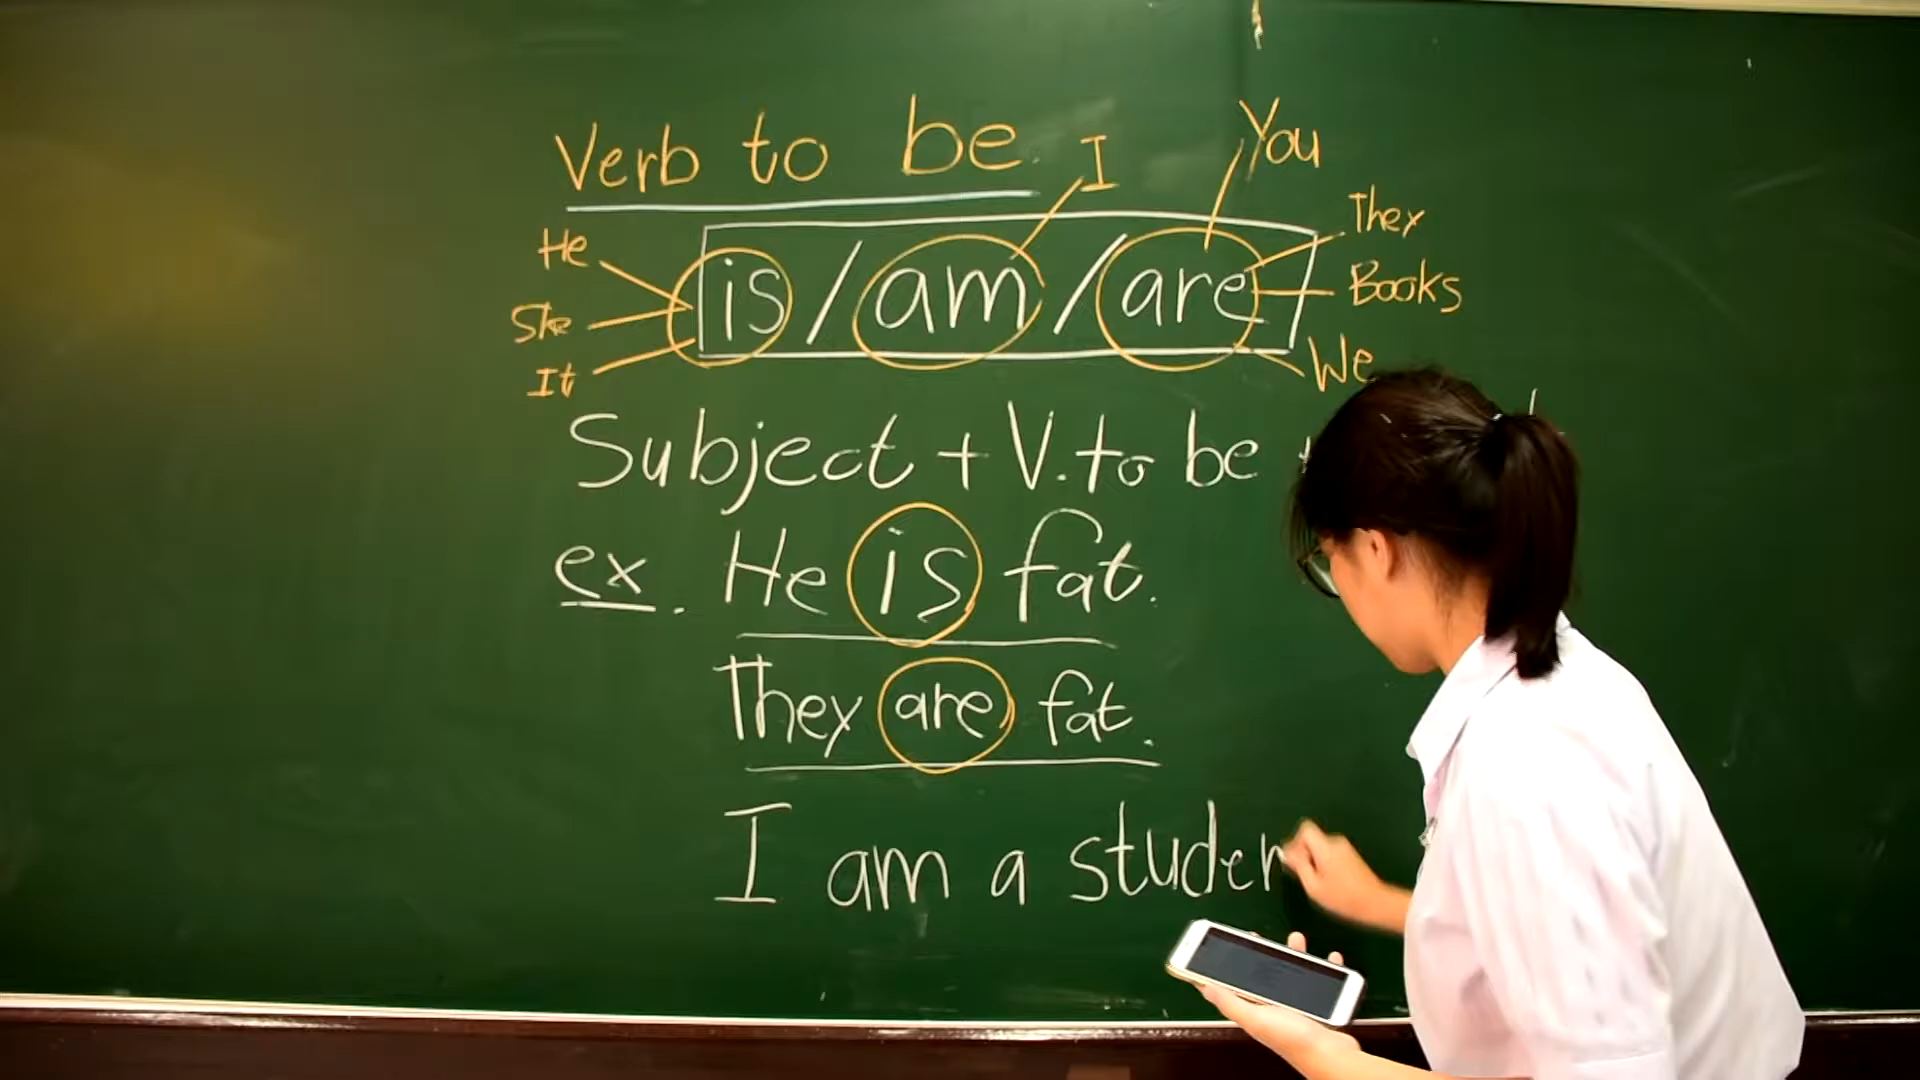 Verb to be
I
You
They
He
is / am / are
Books
She
It
We
Subject + V. to be
ex. He is fat.
They are fat.
I am a studen